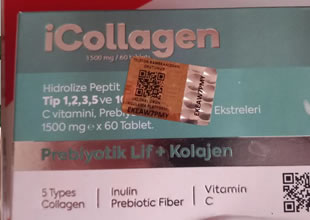 iCollagen
1500 mg / 60 Tablet
Hidrolize Peptit
Tip 1,2,3,5 ve 10
C vitamini, Prebiy Ekstreleri
1500 mg e x 60 Tablet.
Prebiyotik Lif + Kolajen
5 Types
Collagen
Inulin
Prebiotic Fiber
Vitamin
C